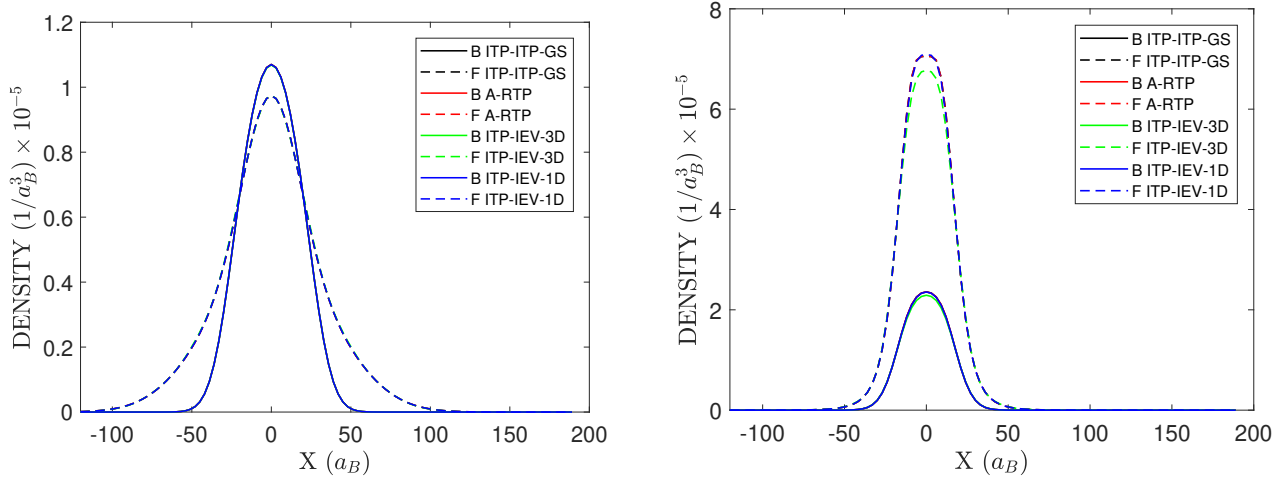 DENSITY (1/a_B^3) × 10^−5
1.2
1
0.8
0.6
0.4
0.2
0
-100
-50
0
50
100
150
200
X (a_B)
B ITP-ITP-GS
F ITP-ITP-GS
B A-RTP
F A-RTP
B ITP-IEV-3D
F ITP-IEV-3D
B ITP-IEV-1D
F ITP-IEV-1D
DENSITY (1/a_B^3) × 10^−5
8
6
4
2
0
-100
-50
0
50
100
150
200
X (a_B)
B ITP-ITP-GS
F ITP-ITP-GS
B A-RTP
F A-RTP
B ITP-IEV-3D
F ITP-IEV-3D
B ITP-IEV-1D
F ITP-IEV-1D